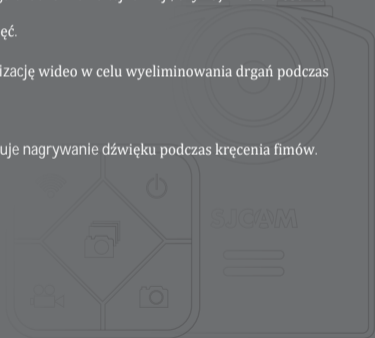 ęć.
izację wideo w celu wyeliminowania drgań podczas
uje nagrywanie dźwięku podczas kręcenia fimów.
SJCAM